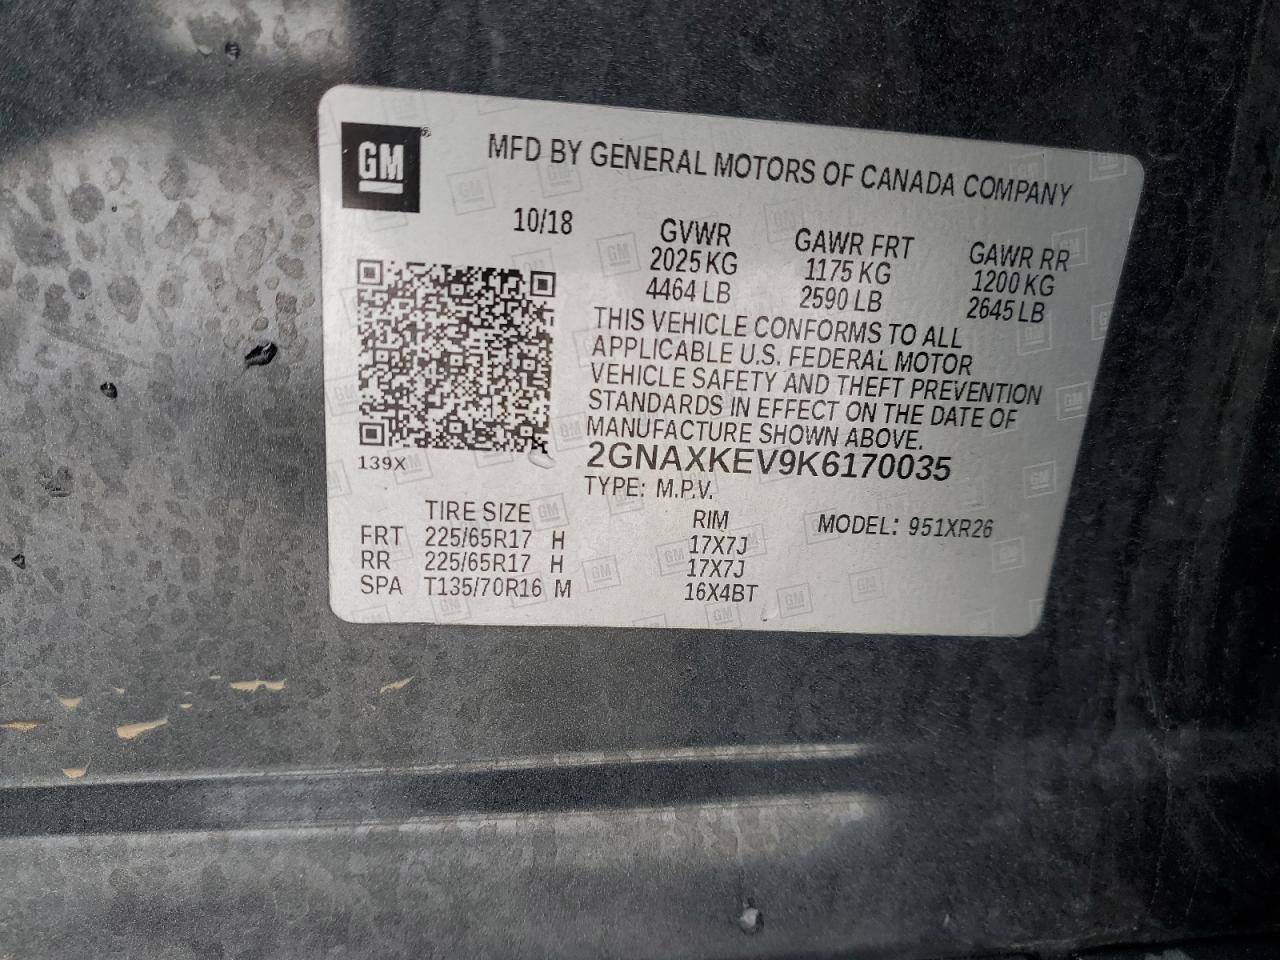 GM®
MFD BY GENERAL MOTORS OF CANADA COMPANY
10/18
GVWR
2025 KG
4464 LB
GAWR FRT
1175 KG
2590 LB
GAWR RR
1200 KG
2645 LB
THIS VEHICLE CONFORMS TO ALL
APPLICABLE U.S. FEDERAL MOTOR
VEHICLE SAFETY AND THEFT PREVENTION
STANDARDS IN EFFECT ON THE DATE OF
MANUFACTURE SHOWN ABOVE.
139X
2GNAXKEV9K6170035
TYPE: M.P.V.
MODEL: 951XR26
TIRE SIZE RIM
FRT 225/65R17 H 17X7J
RR 225/65R17 H 17X7J
SPA T135/70R16 M 16X4BT